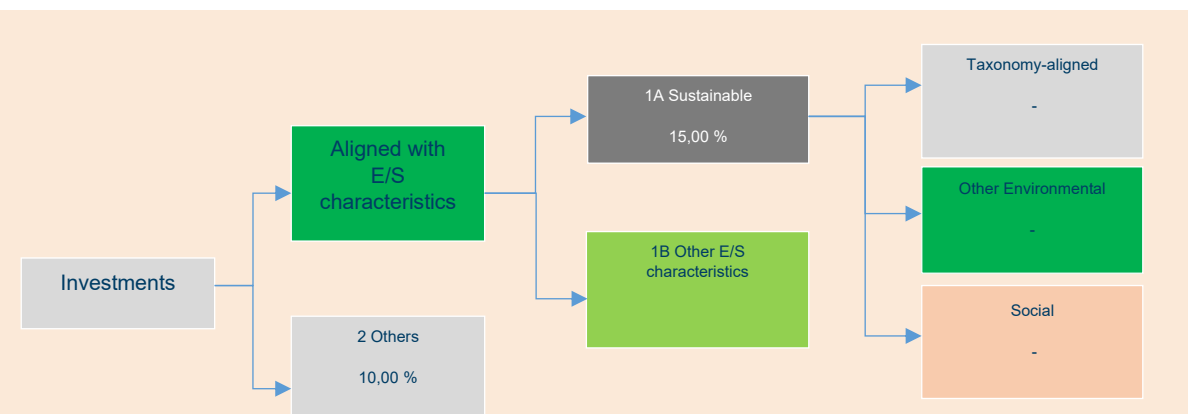 Investments
Aligned with
E/S
characteristics
2 Others
10,00 %
1A Sustainable
15,00 %
1B Other E/S
characteristics
Taxonomy-aligned
-
Other Environmental
-
Social
-